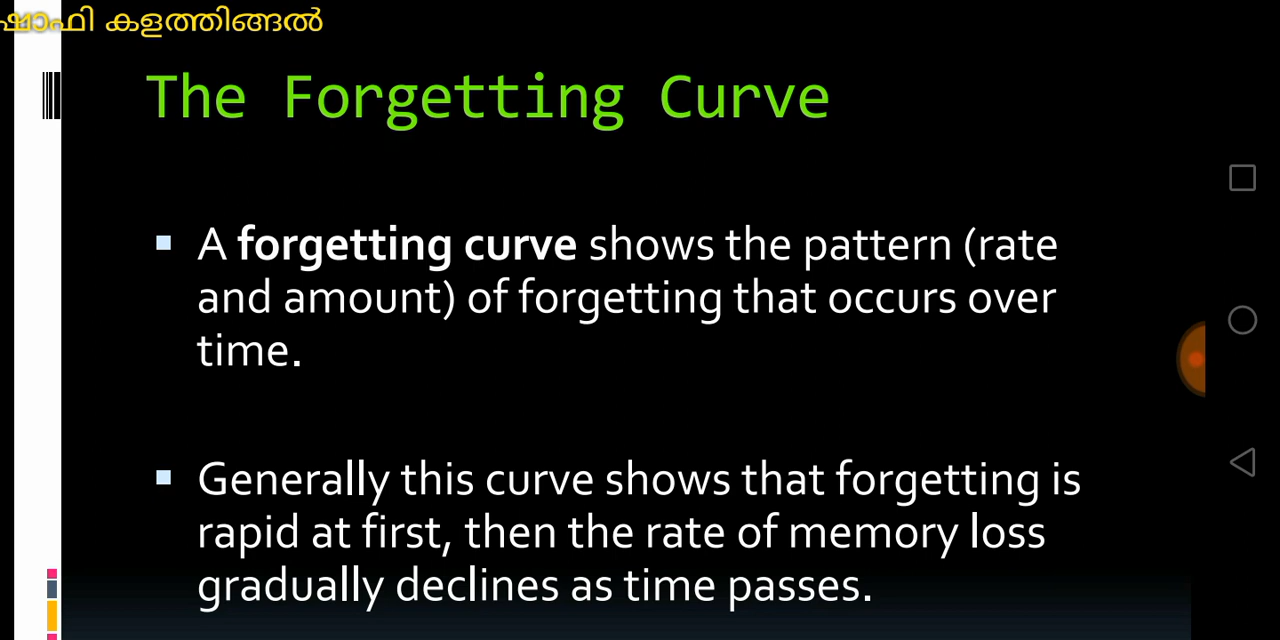 ഷാഫി കളത്തിങ്ങൽ
The Forgetting Curve
A forgetting curve shows the pattern (rate
and amount) of forgetting that occurs over
time.
Generally this curve shows that forgetting is
rapid at first, then the rate of memory loss
gradually declines as time passes.